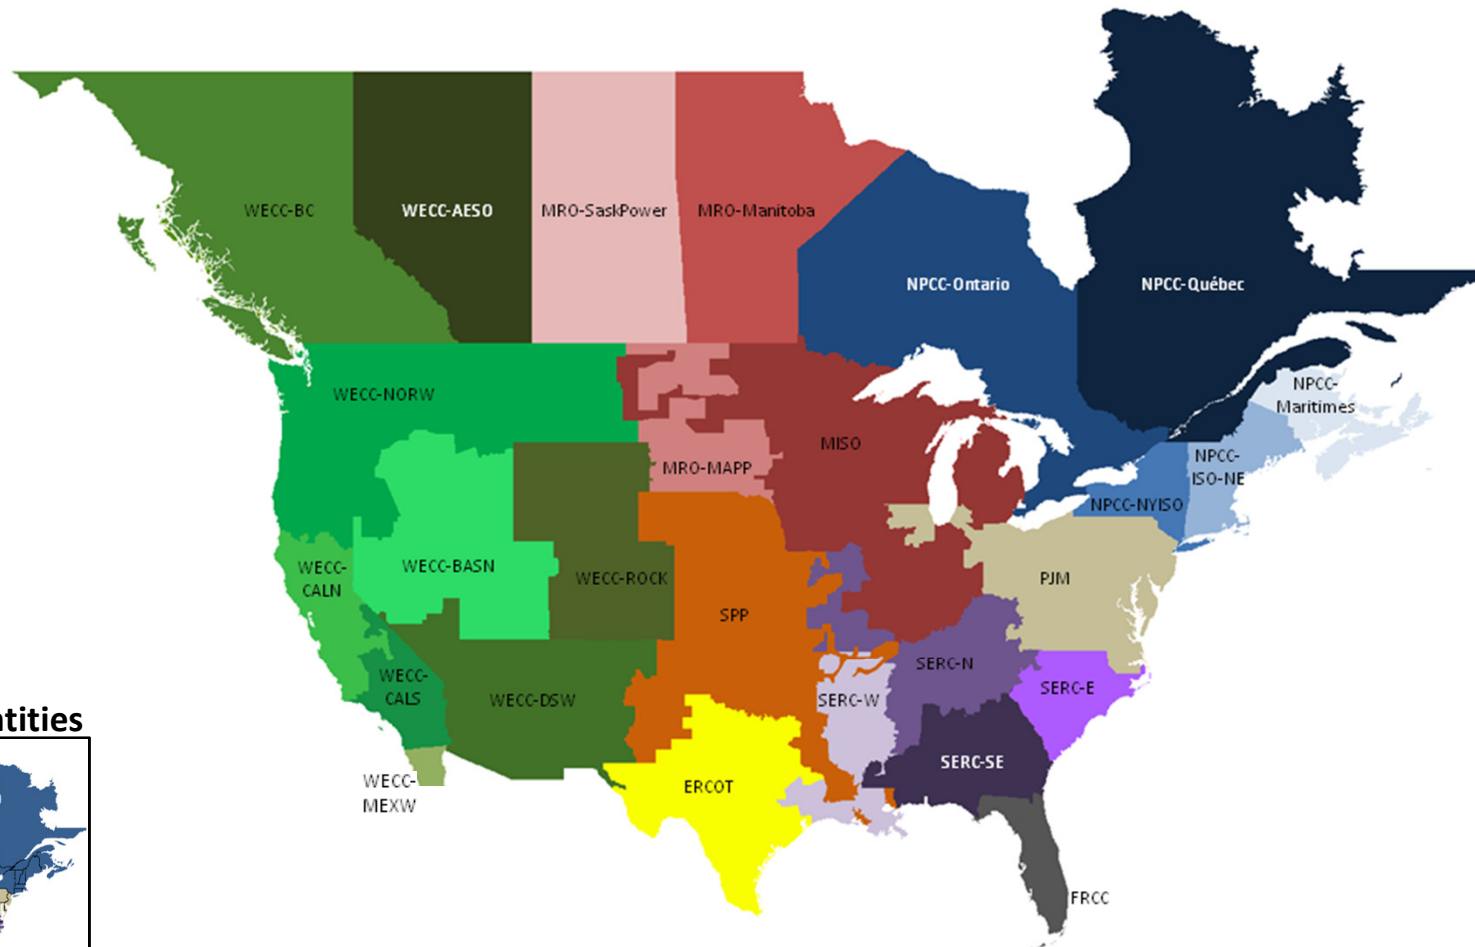 WECC-BC
WECC-AESO
MRO-SaskPower
MRO-Manitoba
NPCC-Ontario
NPCC-Québec
WECC-NORW
NPCC-
Maritimes
MISO
MRO-MAPP
NPCC-
ISO-NE
NPCC-NYISO
WECC-
CALN
WECC-BASN
WECC-ROCK
PJM
SPP
SERC-N
WECC-
CALS
WECC-DSW
SERC-W
SERC-E
SERC-SE
WECC-
MEXW
ERCOT
FRCC